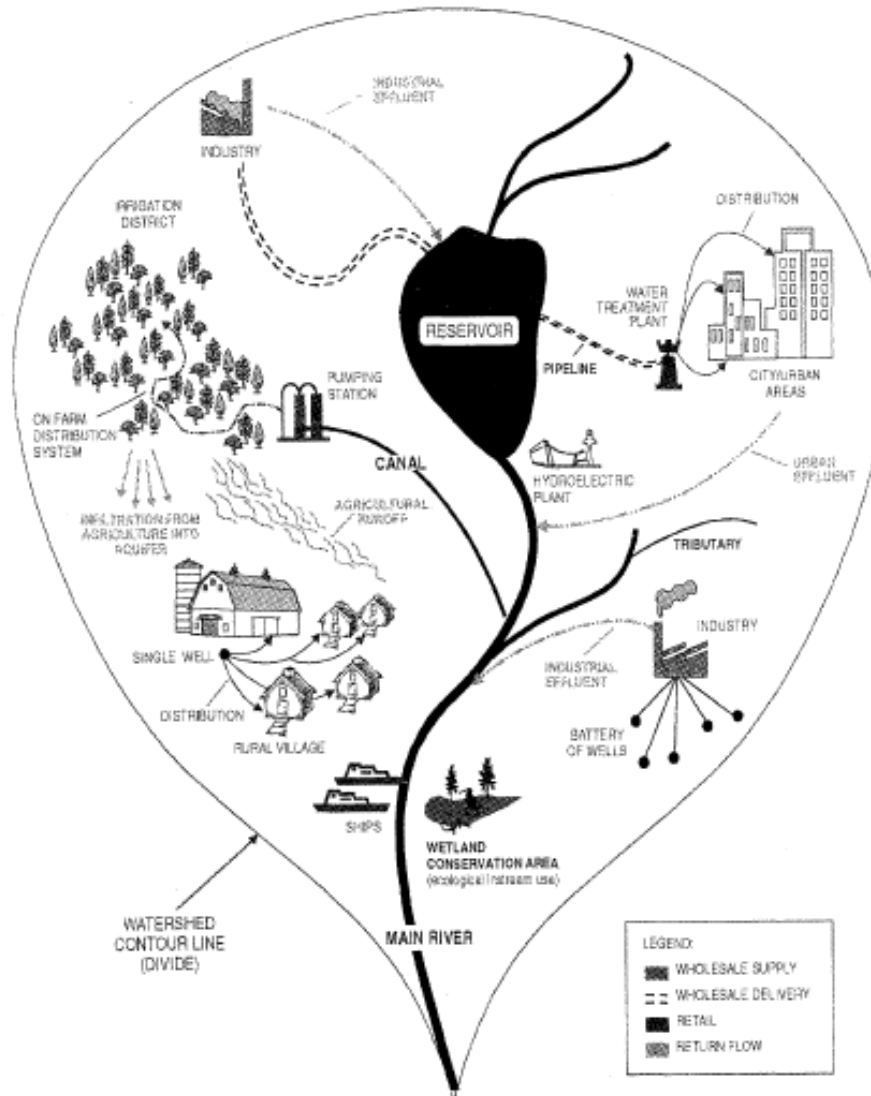 INDUSTRIAL
EFFLUENT
INDUSTRY
IRRIGATION
DISTRICT
DISTRIBUTION
WATER
TREATMENT
PLANT
RESERVOIR
PIPELINE
CITY/URBAN
AREAS
PUMPING
STATION
ON FARM
DISTRIBUTION
SYSTEM
CANAL
HYDROELECTRIC
PLANT
URBAN
EFFLUENT
AGRICULTURAL
RUNOFF
INFILTRATION FROM
AGRICULTURE INTO
AQUIFER
TRIBUTARY
INDUSTRY
SINGLE WELL
INDUSTRIAL
EFFLUENT
DISTRIBUTION
RURAL VILLAGE
BATTERY
OF WELLS
SHIPS
WETLAND
CONSERVATION AREA
(ecological instream use)
WATERSHED
CONTOUR LINE
(DIVIDE)
MAIN RIVER
LEGEND:
WHOLESALE SUPPLY
WHOLESALE DELIVERY
RETAIL
RETURN FLOW